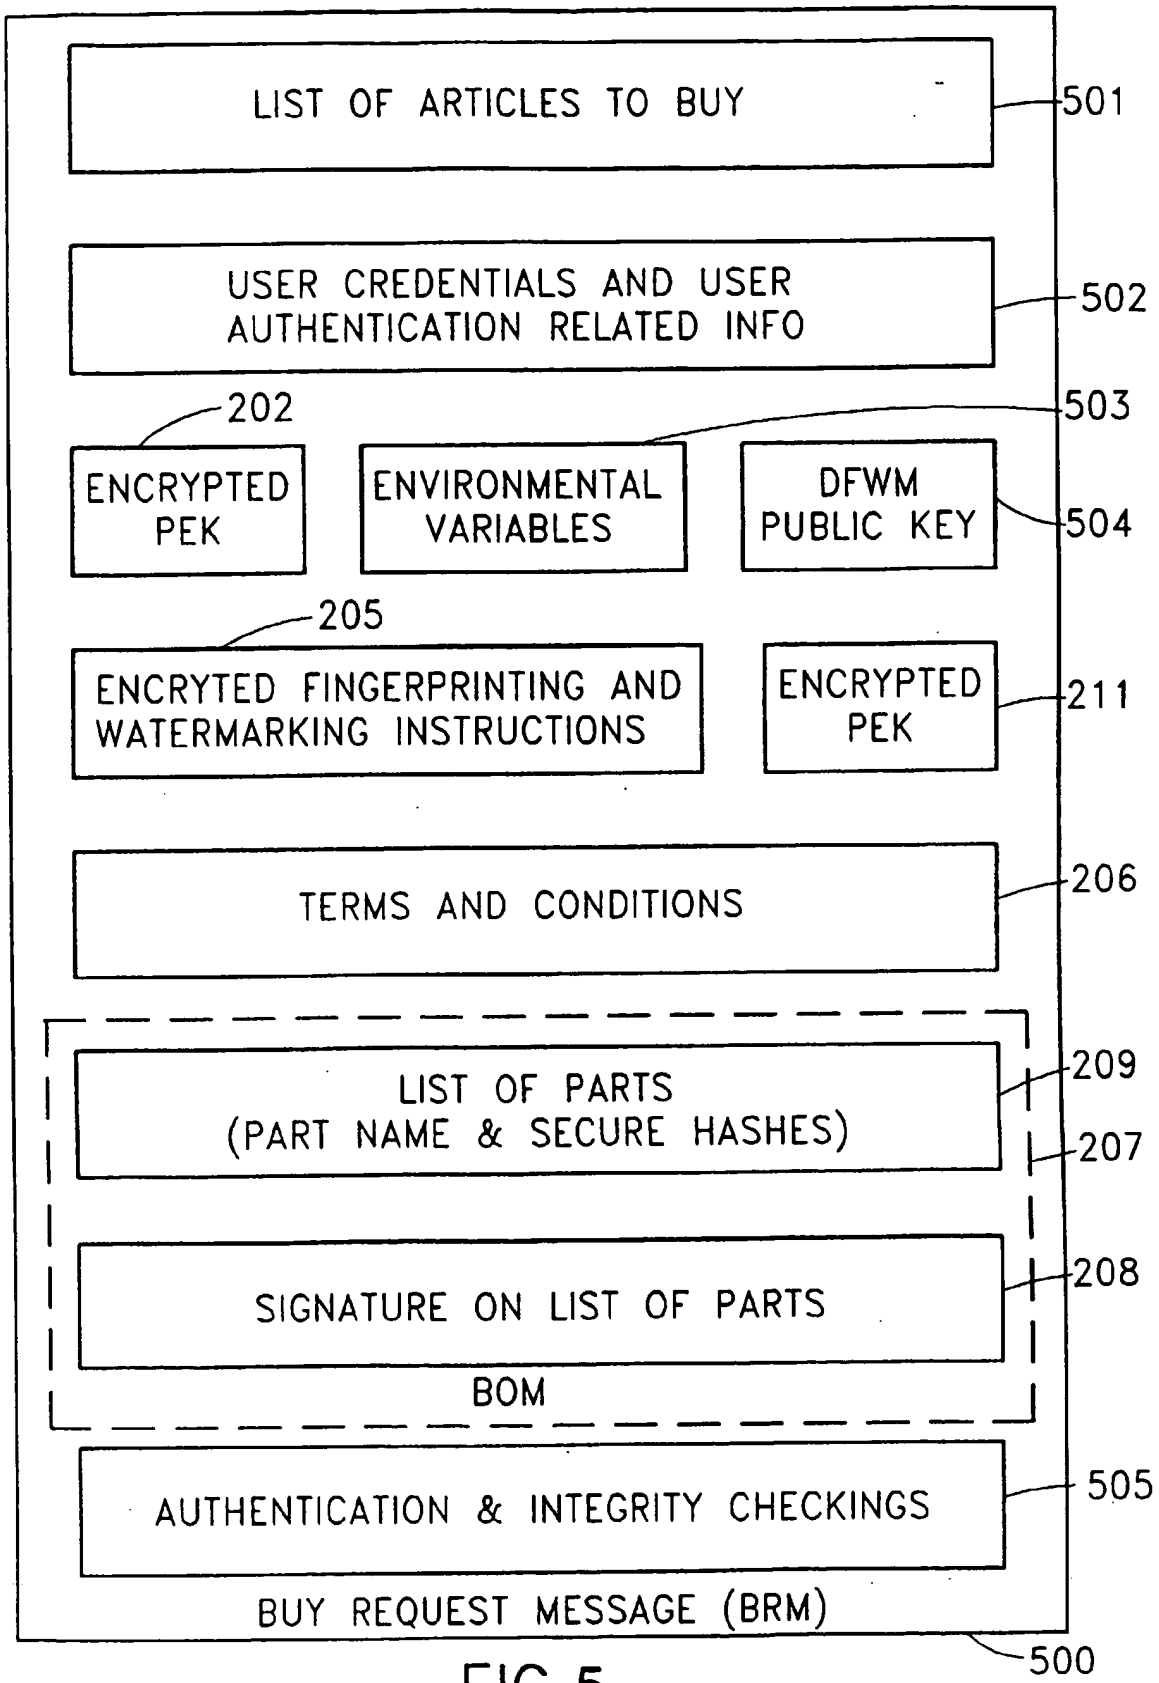 LIST OF ARTICLES TO BUY
501
USER CREDENTIALS AND USER
AUTHENTICATION RELATED INFO
502
202
503
ENCRYPTED
PEK
ENVIRONMENTAL
VARIABLES
DFWM
PUBLIC KEY
504
205
ENCRYTED FINGERPRINTING AND
WATERMARKING INSTRUCTIONS
ENCRYPTED
PEK
211
TERMS AND CONDITIONS
206
LIST OF PARTS
(PART NAME & SECURE HASHES)
209
207
SIGNATURE ON LIST OF PARTS
208
BOM
AUTHENTICATION & INTEGRITY CHECKINGS
505
BUY REQUEST MESSAGE (BRM)
500
FIG. 5